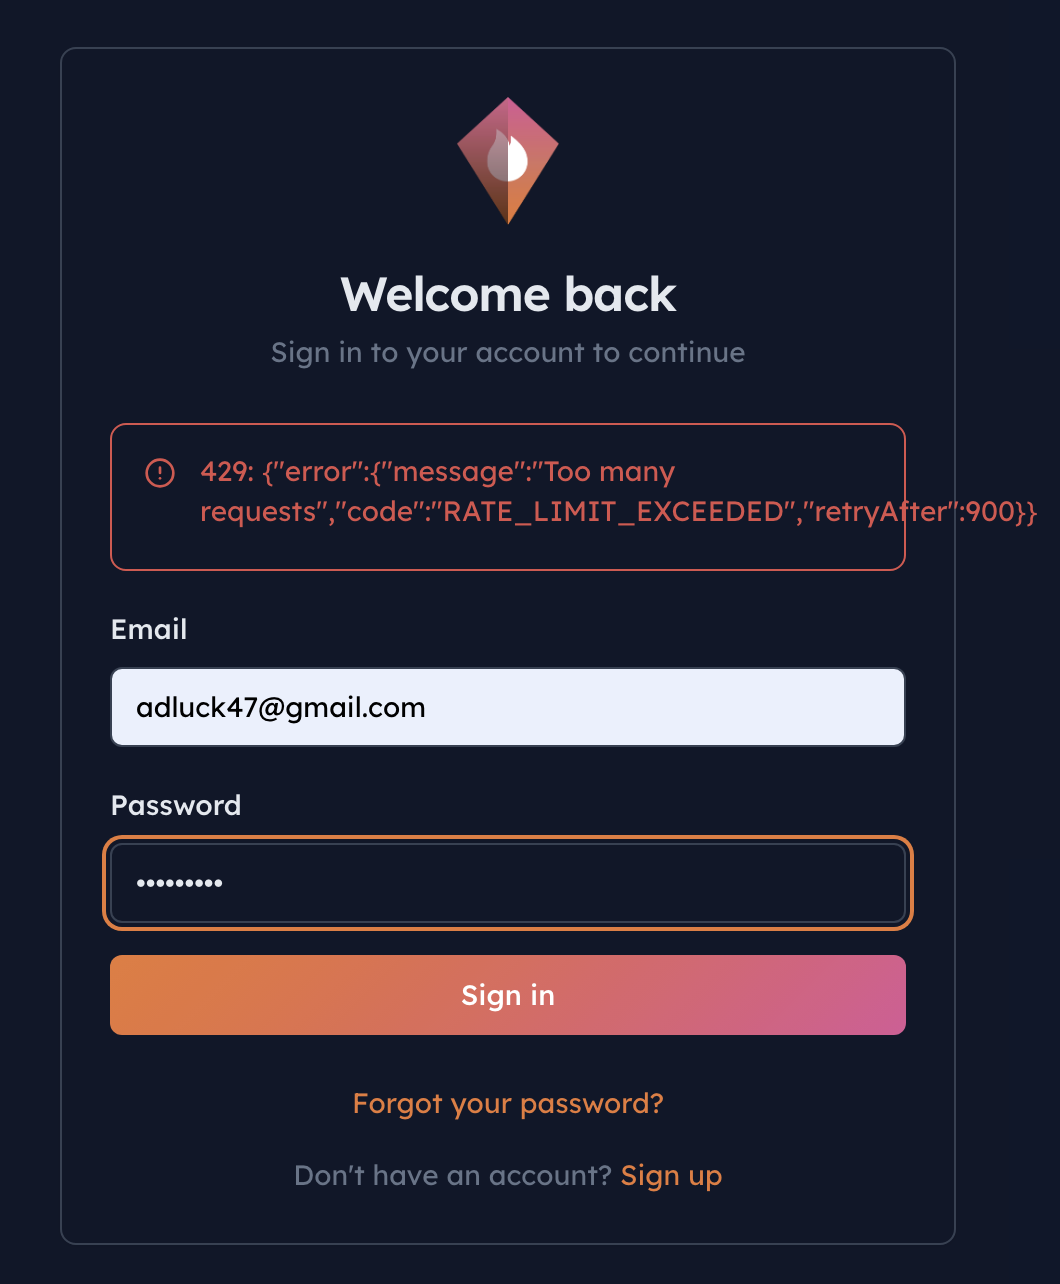 Welcome back
Sign in to your account to continue
429: {"error":{"message":"Too many
requests","code":"RATE_LIMIT_EXCEEDED","retryAfter":900}}
Email
adluck47@gmail.com
Password
•••••••••
Sign in
Forgot your password?
Don't have an account? Sign up